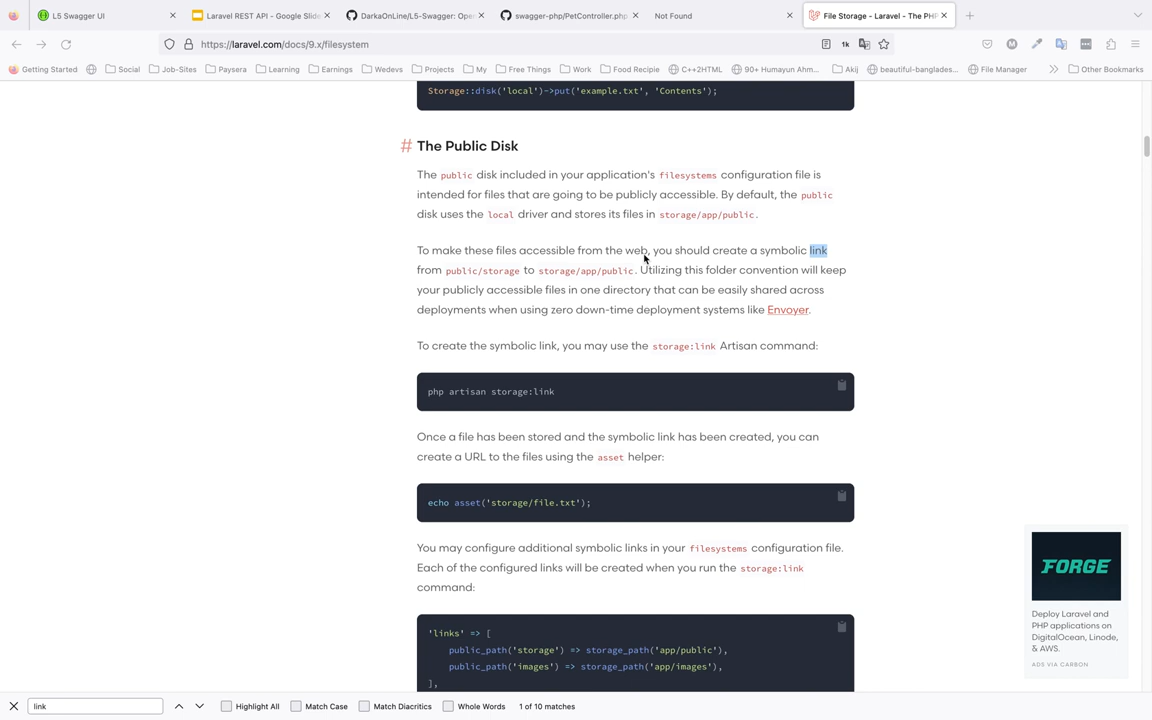 L5 Swagger UI
Laravel REST API - Google Slide
DarkaOnLine/L5-Swagger: Ope
swagger-php/PetController.php
Not Found
File Storage - Laravel - The PH
https://laravel.com/docs/9.x/filesystem
1k
Getting Started
Social
Job-Sites
Paysera
Learning
Earnings
Wedevs
Projects
My
Free Things
Work
Food Recipie
C++2HTML
90+ Humayun Ahm...
Akij
beautiful-banglades...
File Manager
Other Bookmarks
Storage::disk('local')->put('example.txt', 'Contents');
# The Public Disk
The public disk included in your application's filesystems configuration file is
intended for files that are going to be publicly accessible. By default, the public
disk uses the local driver and stores its files in storage/app/public.
To make these files accessible from the web, you should create a symbolic link
from public/storage to storage/app/public. Utilizing this folder convention will keep
your publicly accessible files in one directory that can be easily shared across
deployments when using zero down-time deployment systems like Envoyer.
To create the symbolic link, you may use the storage:link Artisan command:
php artisan storage:link
Once a file has been stored and the symbolic link has been created, you can
create a URL to the files using the asset helper:
echo asset('storage/file.txt');
You may configure additional symbolic links in your filesystems configuration file.
Each of the configured links will be created when you run the storage:link
command:
'links' => [
public_path('storage') => storage_path('app/public'),
public_path('images') => storage_path('app/images'),
],
FORGE
Deploy Laravel and
PHP applications on
DigitalOcean, Linode,
& AWS.
ADS VIA CARBON
link
Highlight All
Match Case
Match Diacritics
Whole Words
1 of 10 matches